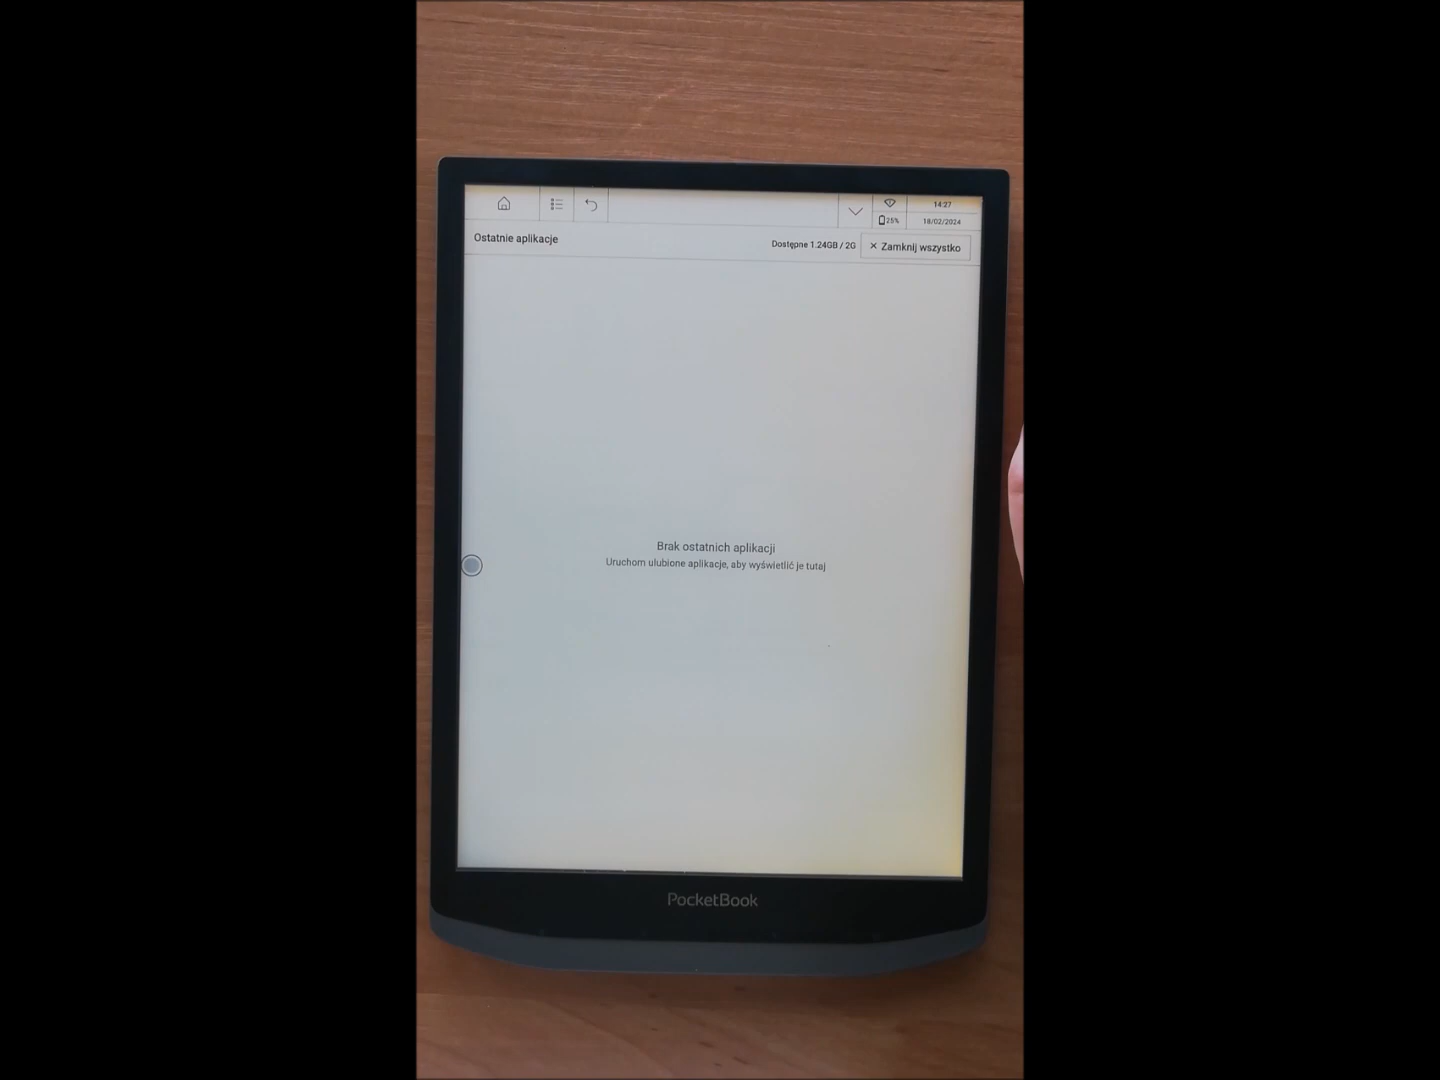 14:27
25%
18/02/2024
Ostatnie aplikacje
Dostępne 1.24GB / 2G
× Zamknij wszystko
Brak ostatnich aplikacji
Uruchom ulubione aplikacje, aby wyświetlić je tutaj
PocketBook